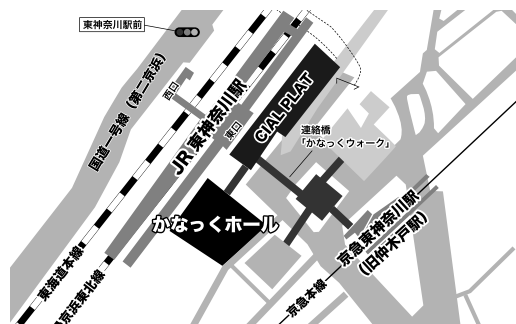 東神奈川駅前
国道一号線（第二京浜）
西口
JR東神奈川駅
東口
CIAL PLAT
連絡橋
「かなっくウォーク」
かなっくホール
京急東神奈川駅
（旧仲木戸駅）
東海道本線
京浜東北線
京急本線